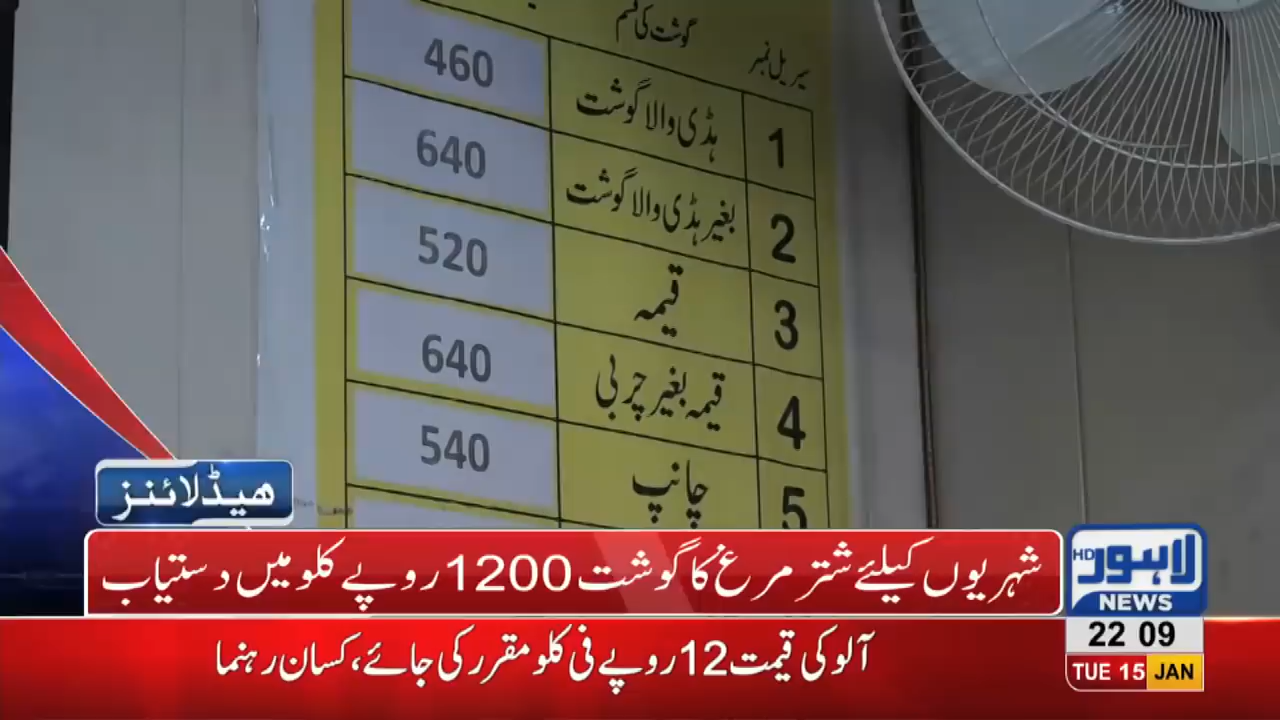 سیریل نمبر گوشت کی قسم
1 ہڈی والا گوشت 460
2 بغیر ہڈی والا گوشت 640
3 قیمہ 520
4 قیمہ بغیر چربی 640
5 چانپ 540
ھیڈلائنز
شہریوں کیلئے شتر مرغ کا گوشت 1200 روپے کلو میں دستیاب
آلو کی قیمت 12 روپے فی کلو مقرر کی جائے، کسان رہنما
HD لاہور
NEWS
22 09
TUE 15 JAN